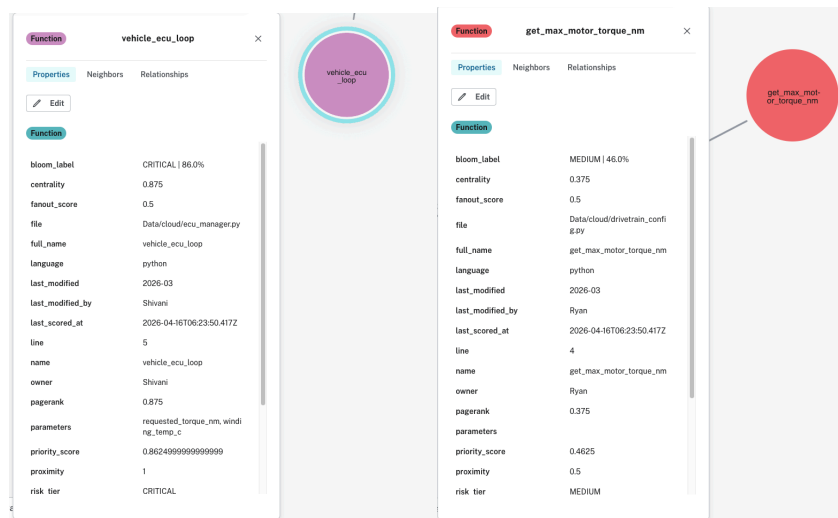 Function
vehicle_ecu_loop
Properties
Neighbors
Relationships
Edit
Function
bloom_label CRITICAL | 86.0%
centrality 0.875
fanout_score 0.5
file Data/cloud/ecu_manager.py
full_name vehicle_ecu_loop
language python
last_modified 2026-03
last_modified_by Shivani
last_scored_at 2026-04-16T06:23:50.417Z
line 5
name vehicle_ecu_loop
owner Shivani
pagerank 0.875
parameters requested_torque_nm, windi
ng_temp_c
priority_score 0.8624999999999999
proximity 1
risk_tier CRITICAL
vehicle_ecu
_loop
Function
get_max_motor_torque_nm
Properties
Neighbors
Relationships
Edit
Function
bloom_label MEDIUM | 46.0%
centrality 0.375
fanout_score 0.5
file Data/cloud/drivetrain_confi
g.py
full_name get_max_motor_torque_nm
language python
last_modified 2026-03
last_modified_by Ryan
last_scored_at 2026-04-16T06:23:50.417Z
line 4
name get_max_motor_torque_nm
owner Ryan
pagerank 0.375
parameters
priority_score 0.4625
proximity 0.5
risk_tier MEDIUM
get_max_mot-
or_torque_nm